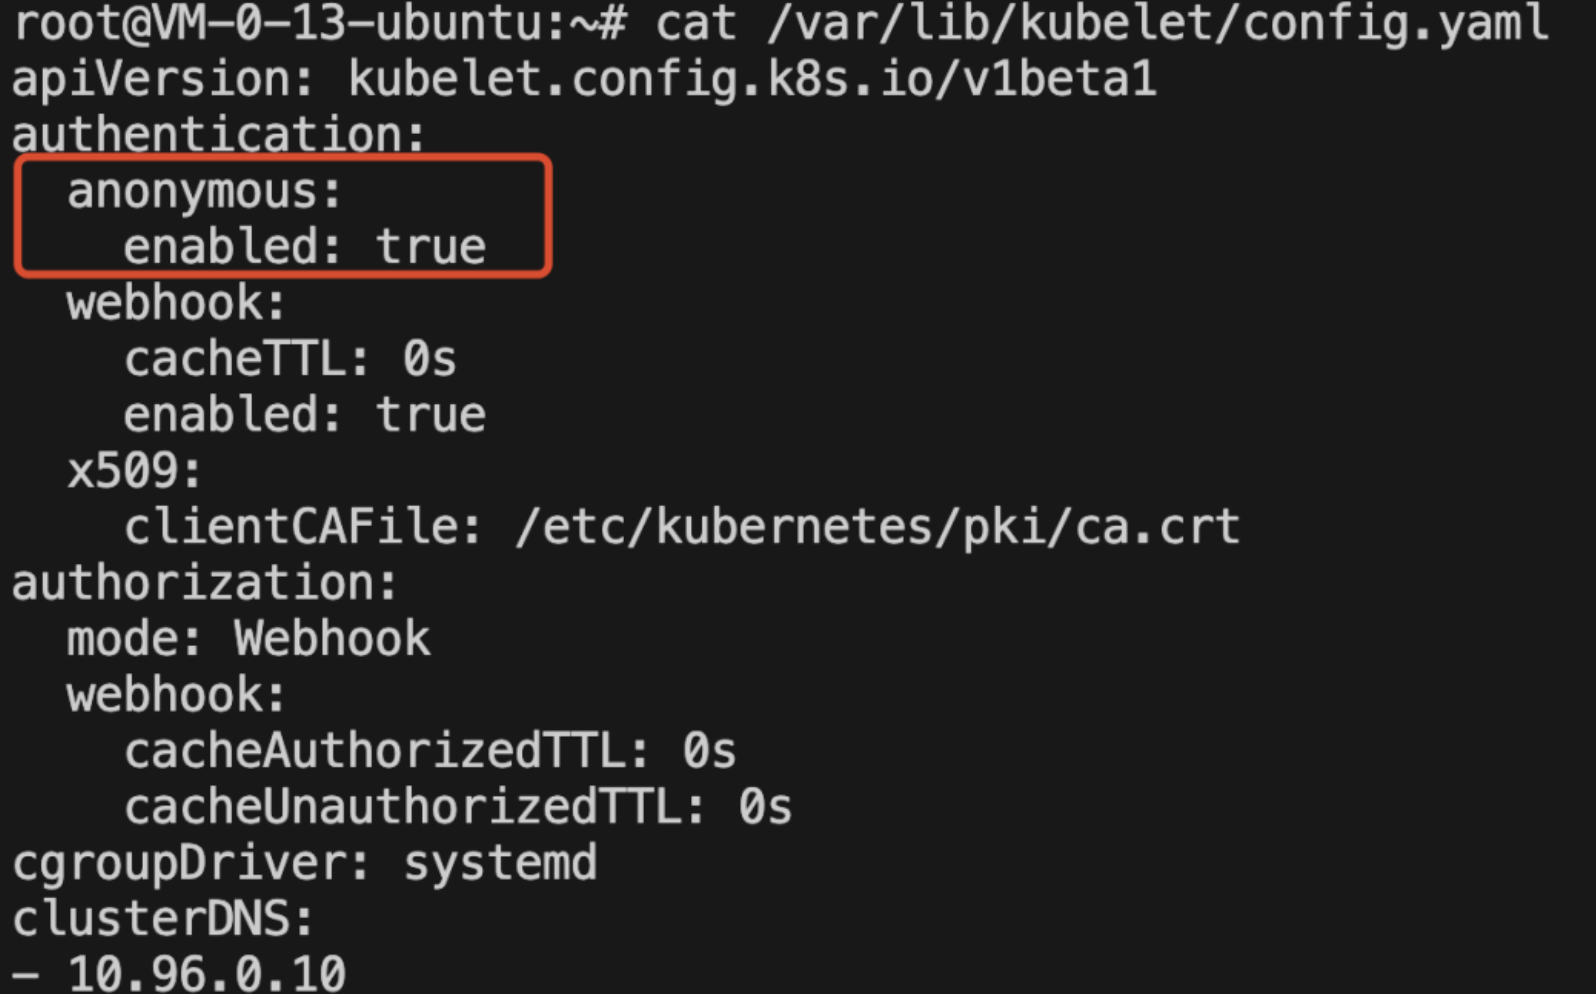 root@VM-0-13-ubuntu:~# cat /var/lib/kubelet/config.yaml
apiVersion: kubelet.config.k8s.io/v1beta1
authentication:
  anonymous:
    enabled: true
  webhook:
    cacheTTL: 0s
    enabled: true
  x509:
    clientCAFile: /etc/kubernetes/pki/ca.crt
authorization:
  mode: Webhook
  webhook:
    cacheAuthorizedTTL: 0s
    cacheUnauthorizedTTL: 0s
cgroupDriver: systemd
clusterDNS:
- 10.96.0.10